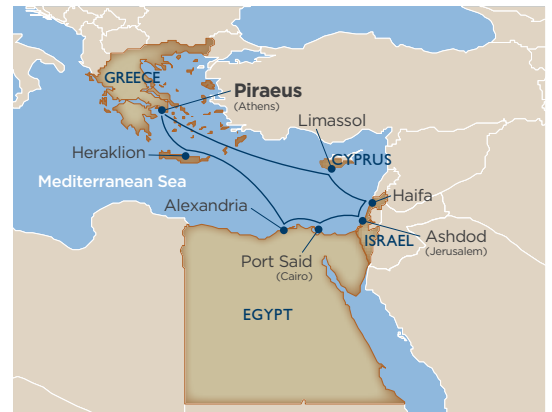 GREECE
Piraeus
(Athens)
Limassol
Heraklion
CYPRUS
Mediterranean Sea
Haifa
Alexandria
ISRAEL
Ashdod
(Jerusalem)
Port Said
(Cairo)
EGYPT